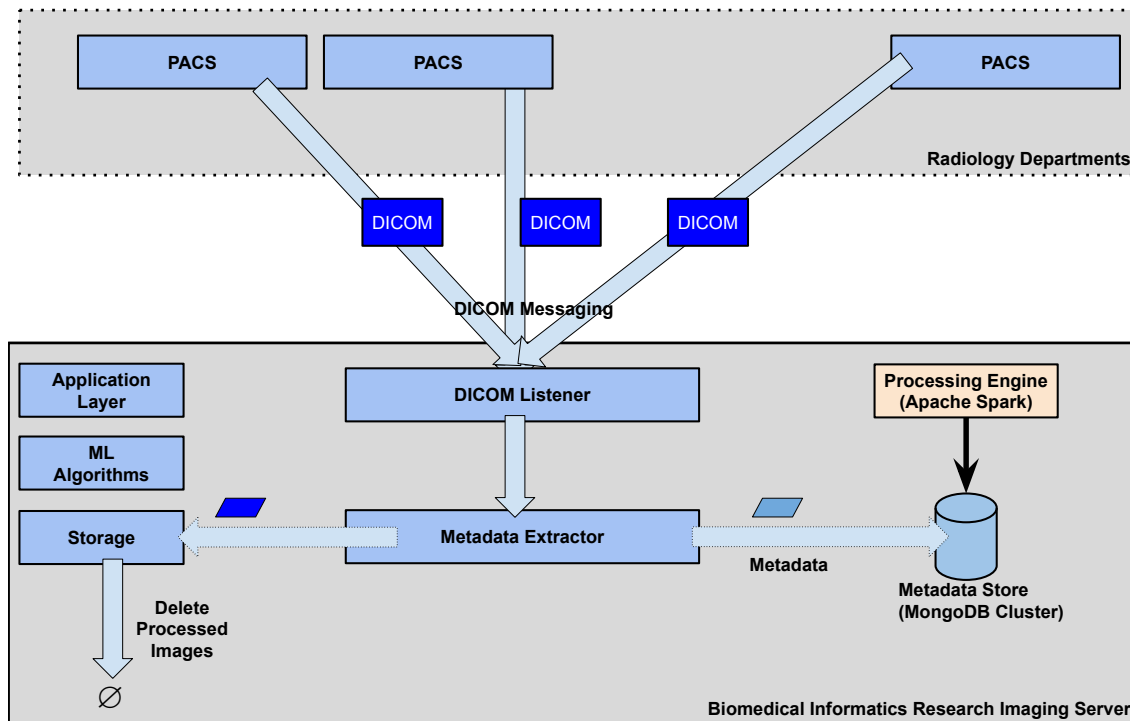 PACS
PACS
PACS
Radiology Departments
DICOM
DICOM
DICOM
DICOM Messaging
Application
Layer
DICOM Listener
Processing Engine
(Apache Spark)
ML
Algorithms
Storage
Metadata Extractor
Metadata
Metadata Store
(MongoDB Cluster)
Delete
Processed
Images
∅
Biomedical Informatics Research Imaging Server